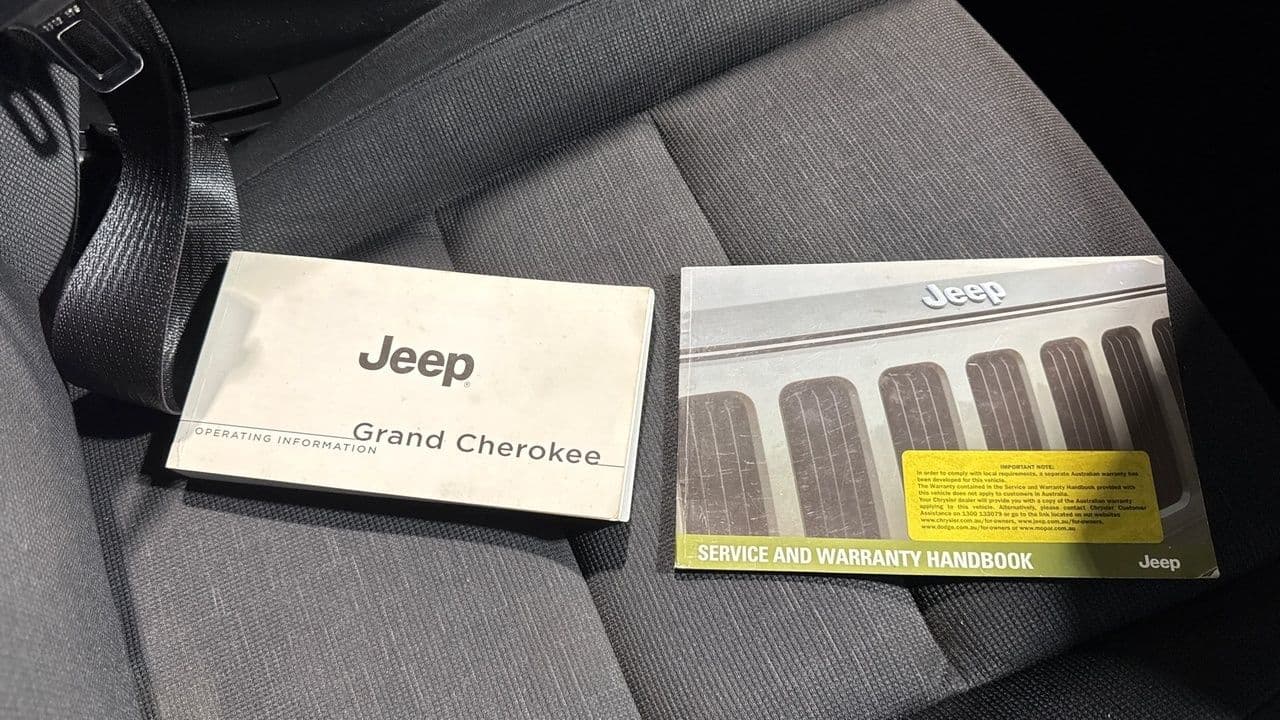 Jeep
OPERATING INFORMATION
Grand Cherokee
Jeep
IMPORTANT NOTE:
In order to comply with local requirements, a separate Australian warranty has
been developed for this vehicle.
The Warranty contained in the Service and Warranty Handbook provided with
this vehicle does not apply to customers in Australia.
Your Chrysler dealer will provide you with a copy of the Australian warranty
applying to this vehicle. Alternatively, please contact Chrysler Customer
Assistance on 1300 133079 or go to the link located on our websites
www.chrysler.com.au/for-owners, www.jeep.com.au/for-owners,
www.dodge.com.au/for-owners or www.mopar.com.au
SERVICE AND WARRANTY HANDBOOK
Jeep